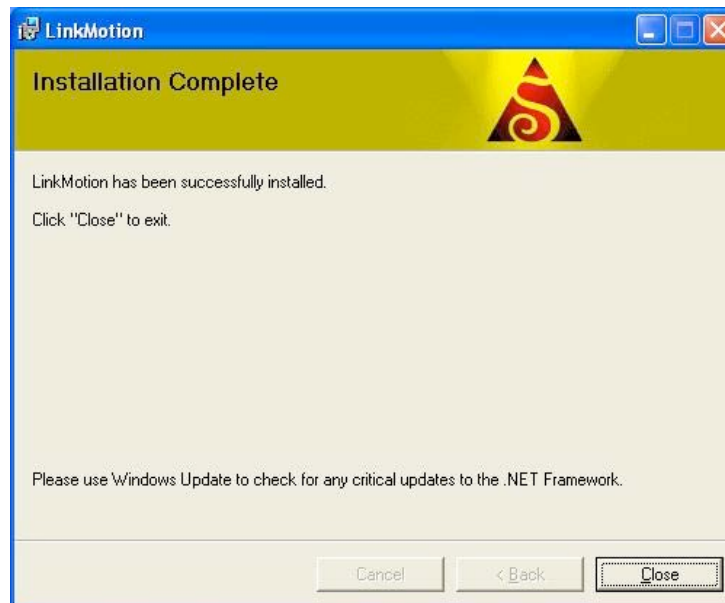 LinkMotion
Installation Complete
LinkMotion has been successfully installed.
Click "Close" to exit.
Please use Windows Update to check for any critical updates to the .NET Framework.
Cancel < Back Close